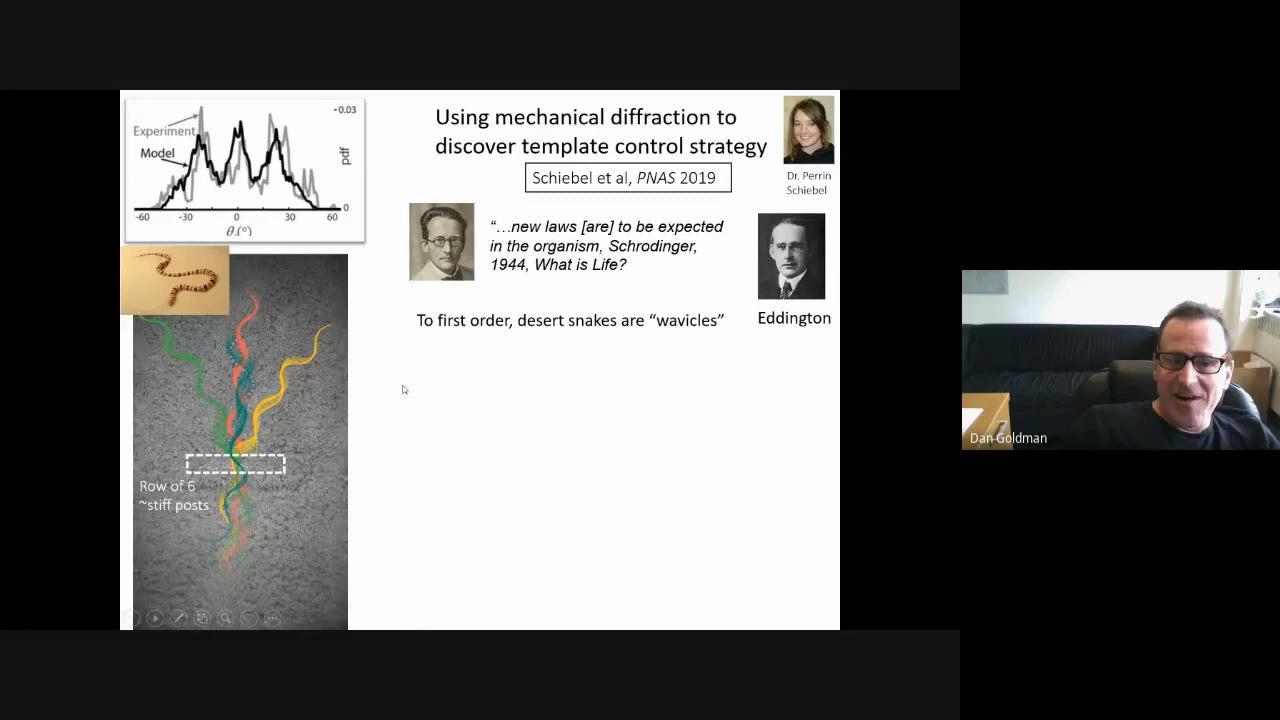 Using mechanical diffraction to
discover template control strategy
Schiebel et al, PNAS 2019
Dr. Perrin
Schiebel
Experiment
Model
-0.03
pdf
0
-60
-30
0
30
60
“…new laws [are] to be expected
in the organism, Schrodinger,
1944, What is Life?
Eddington
To first order, desert snakes are “wavicles”
Row of 6
~stiff posts
Dan Goldman